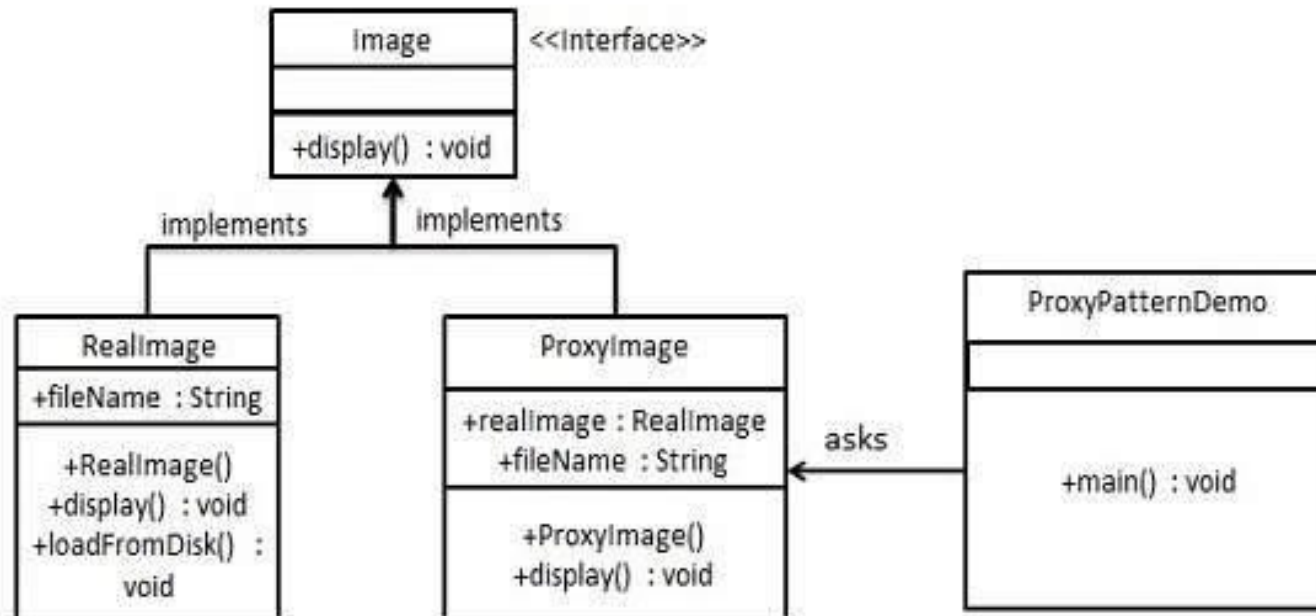 Image
<<Interface>>
+display() : void
implements
implements
RealImage
+fileName : String
+RealImage()
+display() : void
+loadFromDisk() :
void
ProxyImage
+realImage : RealImage
+fileName : String
+ProxyImage()
+display() : void
asks
ProxyPatternDemo
+main() : void